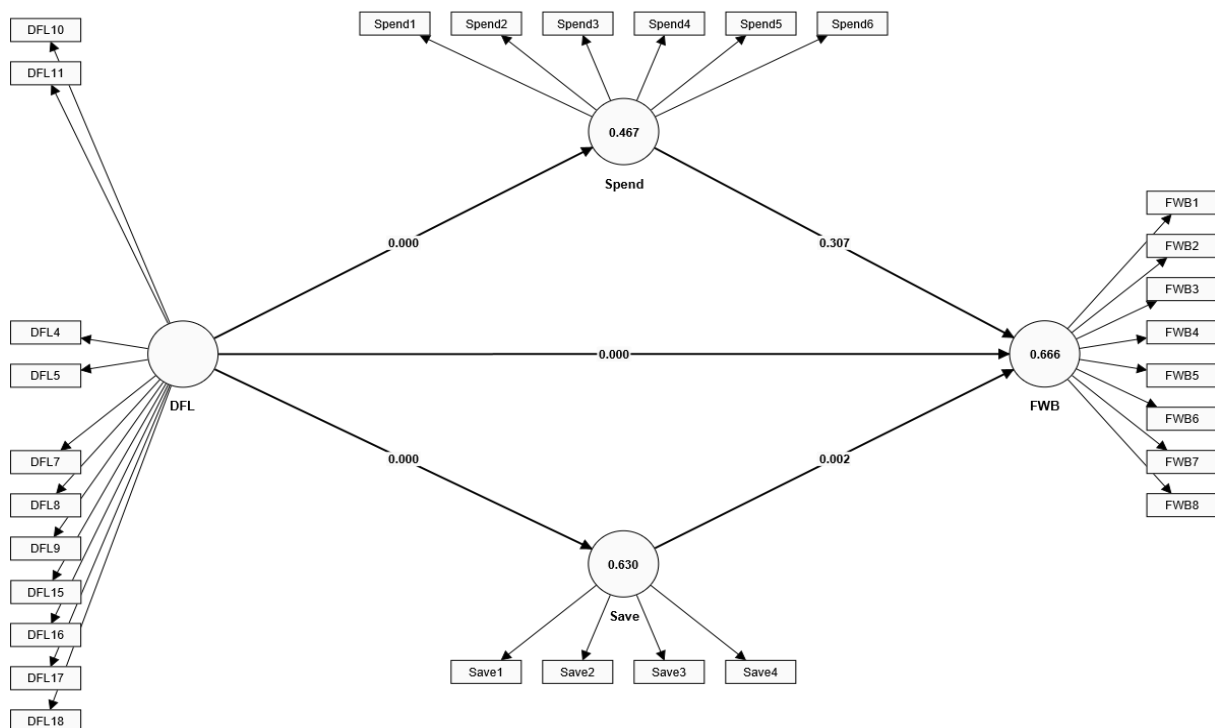 Spend1 Spend2 Spend3 Spend4 Spend5 Spend6
DFL10
DFL11
0.467
Spend
FWB1
0.000
0.307
FWB2
FWB3
DFL4
FWB4
0.000
0.666
DFL5
FWB5
DFL
FWB
FWB6
DFL7
0.000
0.002
FWB7
DFL8
FWB8
DFL9
0.630
DFL15
Save
DFL16
Save1 Save2 Save3 Save4
DFL17
DFL18